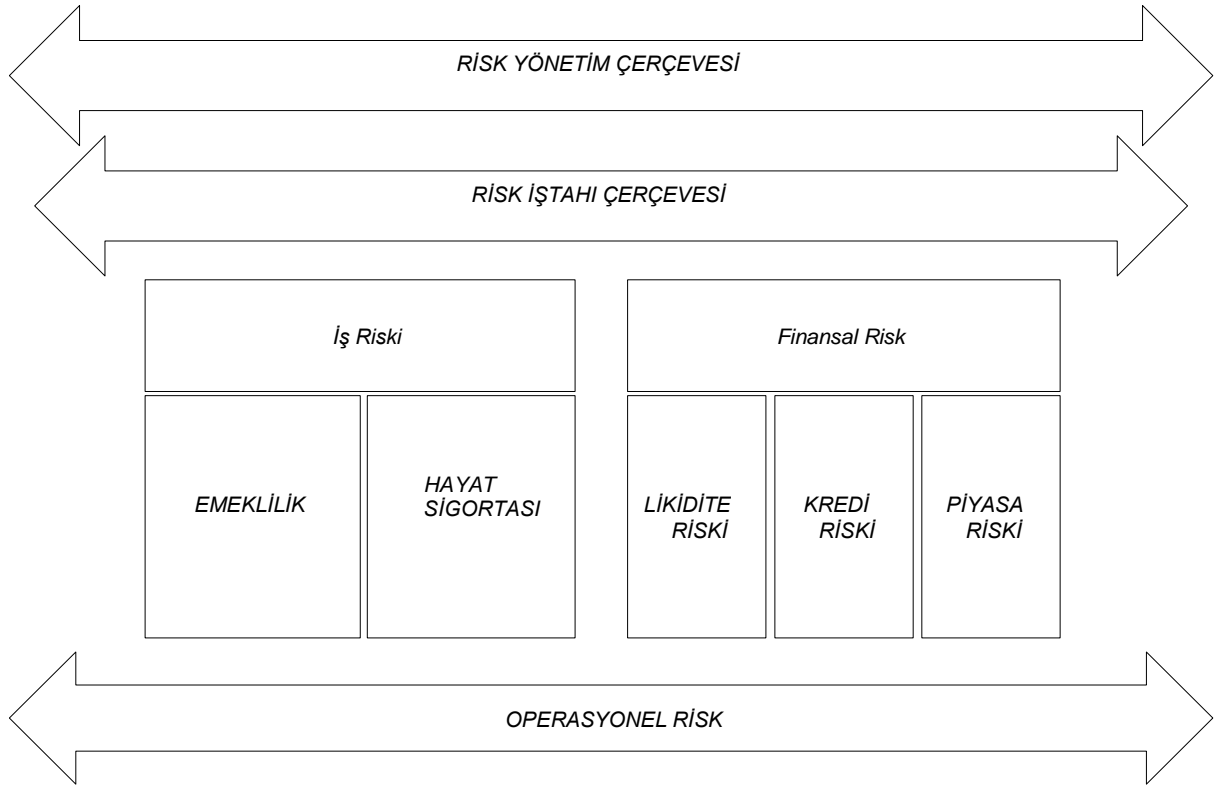 RİSK YÖNETİM ÇERÇEVESİ
RİSK İŞTAHI ÇERÇEVESİ
İş Riski
Finansal Risk
EMEKLİLİK
HAYAT
SİGORTASI
LİKİDİTE
RİSKİ
KREDİ
RİSKİ
PİYASA
RİSKİ
OPERASYONEL RİSK